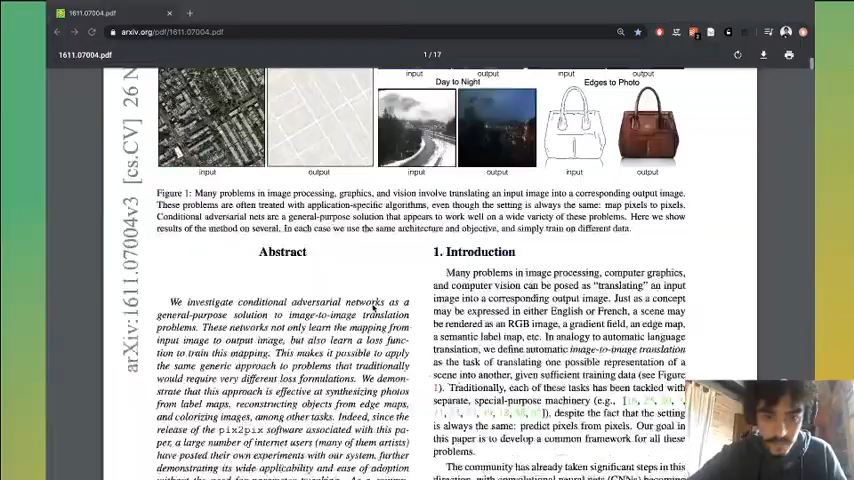 1611.07004.pdf
arxiv.org/pdf/1611.07004.pdf
1611.07004.pdf
1 / 17
input
output
Day to Night
Edges to Photo
input
output
input
output
input
output
arXiv:1611.07004v3 [cs.CV] 26 N
Figure 1: Many problems in image processing, graphics, and vision involve translating an input image into a corresponding output image.
These problems are often treated with application-specific algorithms, even though the setting is always the same: map pixels to pixels.
Conditional adversarial nets are a general-purpose solution that appears to work well on a wide variety of these problems. Here we show
results of the method on several. In each case we use the same architecture and objective, and simply train on different data.
Abstract
We investigate conditional adversarial networks as a
general-purpose solution to image-to-image translation
problems. These networks not only learn the mapping from
input image to output image, but also learn a loss func-
tion to train this mapping. This makes it possible to apply
the same generic approach to problems that traditionally
would require very different loss formulations. We demon-
strate that this approach is effective at synthesizing photos
from label maps, reconstructing objects from edge maps,
and colorizing images, among other tasks. Indeed, since the
release of the pix2pix software associated with this pa-
per, a large number of internet users (many of them artists)
have posted their own experiments with our system, further
demonstrating its wide applicability and ease of adoption
without the need for parameter tweaking. As a
1. Introduction
Many problems in image processing, computer graphics,
and computer vision can be posed as “translating” an input
image into a corresponding output image. Just as a concept
may be expressed in either English or French, a scene may
be rendered as an RGB image, a gradient field, an edge map,
a semantic label map, etc. In analogy to automatic language
translation, we define automatic image-to-image translation
as the task of translating one possible representation of a
scene into another, given sufficient training data (see Figure
1). Traditionally, each of these tasks has been tackled with
separate, special-purpose machinery (e.g.,
despite the fact that the setting
is always the same: predict pixels from pixels. Our goal in
this paper is to develop a common framework for all these
problems.
The community has already taken significant steps in this
direction, with convolutional neural nets (CNNs) becoming